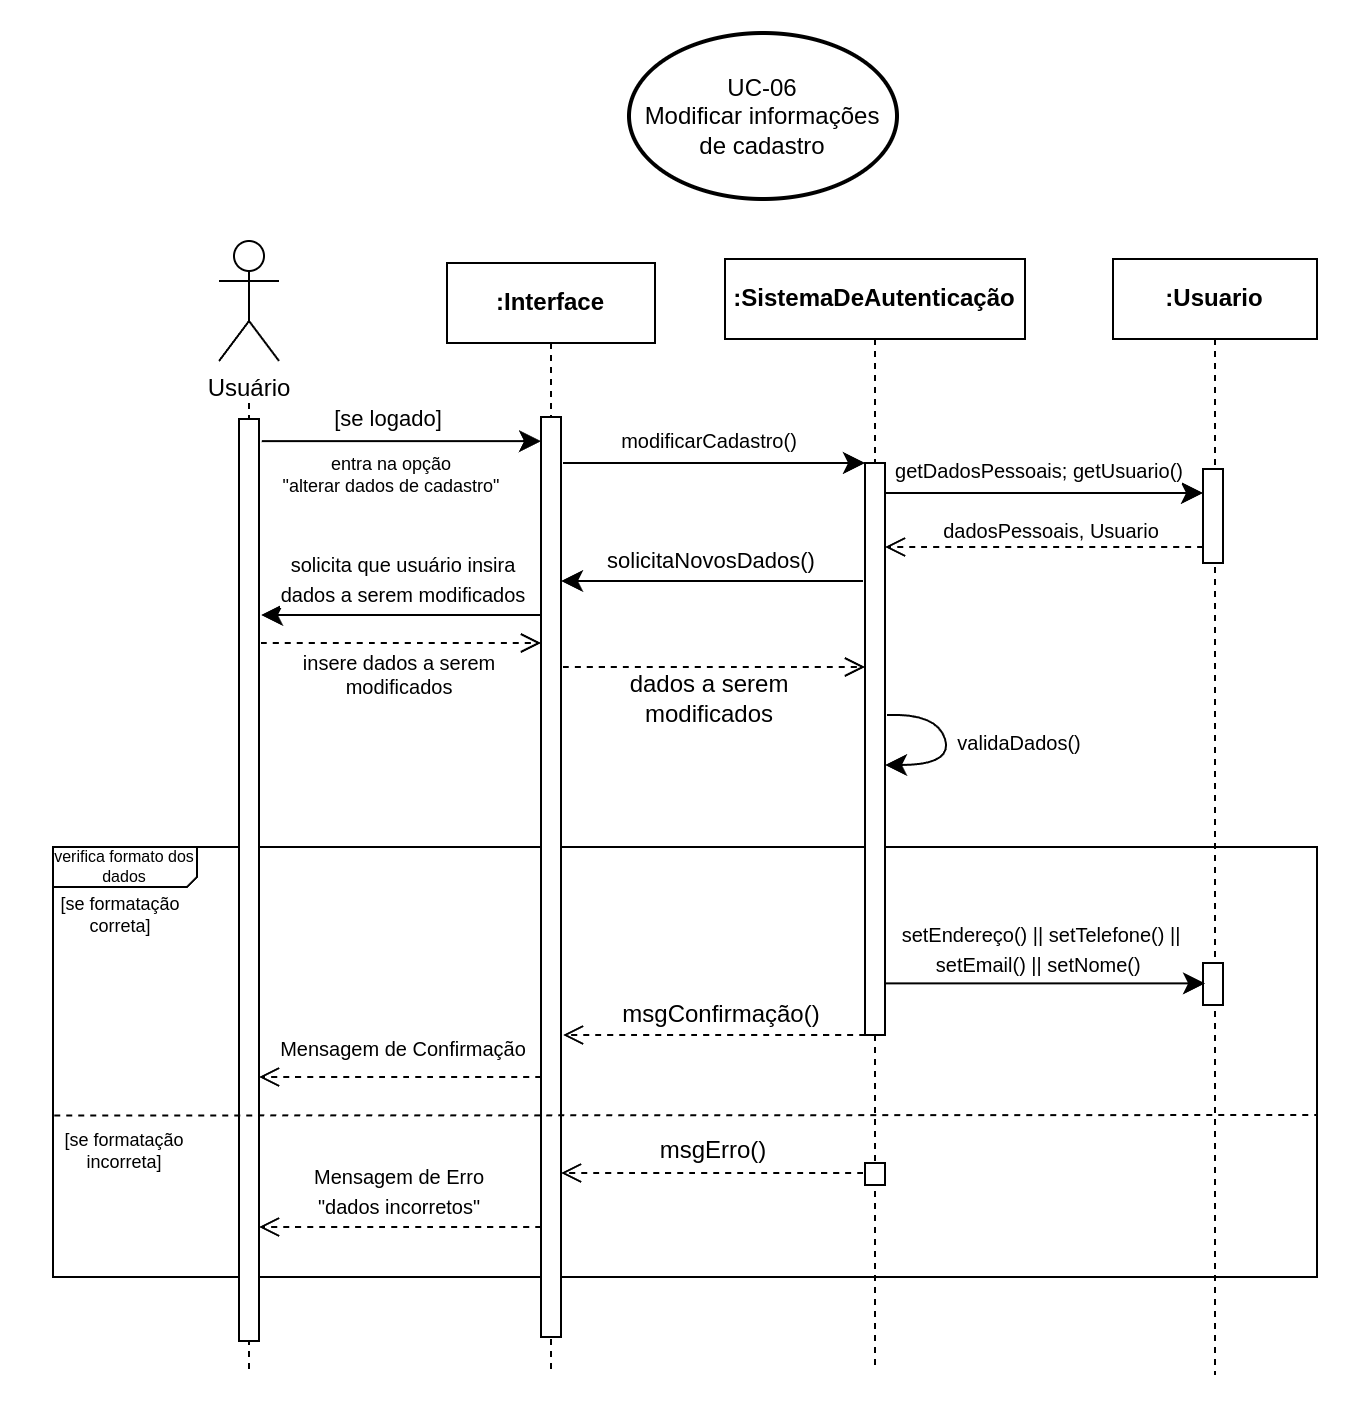 UC-06
Modificar informações
de cadastro
:Interface
:SistemaDeAutenticação
:Usuario
Usuário
[se logado]
entra na opção
"alterar dados de cadastro"
modificarCadastro()
getDadosPessoais; getUsuario()
dadosPessoais, Usuario
solicitaNovosDados()
solicita que usuário insira
dados a serem modificados
insere dados a serem
modificados
dados a serem
modificados
validaDados()
verifica formato dos
dados
[se formatação
correta]
setEndereço() || setTelefone() ||
setEmail() || setNome()
msgConfirmação()
Mensagem de Confirmação
[se formatação
incorreta]
msgErro()
Mensagem de Erro
"dados incorretos"